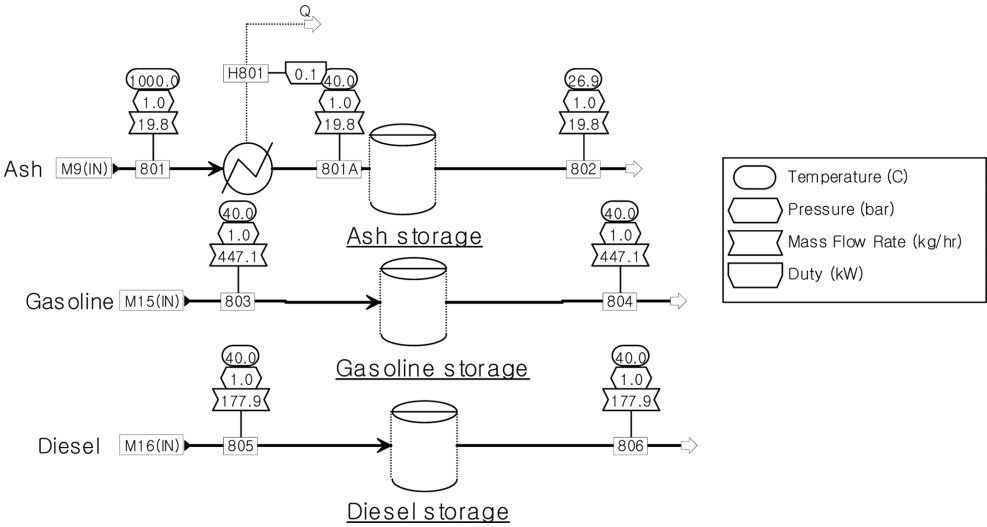 Q
H801
0.1
1000.0
1.0
19.8
40.0
1.0
19.8
26.9
1.0
19.8
Ash
M9(IN)
801
801A
802
Ash storage
40.0
1.0
447.1
40.0
1.0
447.1
Gasoline
M15(IN)
803
804
Gasoline storage
40.0
1.0
177.9
40.0
1.0
177.9
Diesel
M16(IN)
805
806
Diesel storage
Temperature (C)
Pressure (bar)
Mass Flow Rate (kg/hr)
Duty (kW)